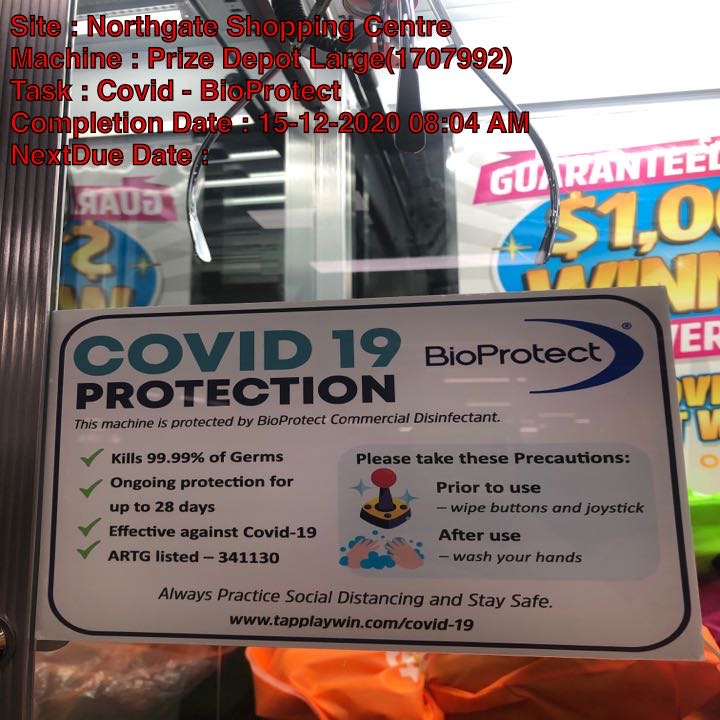 Site : Northgate Shopping Centre
Machine : Prize Depot Large(1707992)
Task : Covid - BioProtect
Completion Date : 15-12-2020 08:04 AM
NextDue Date :
GUARANTEED
$1,00
WINN
VER
COVID 19
PROTECTION
BioProtect®
This machine is protected by BioProtect Commercial Disinfectant.
Kills 99.99% of Germs
Ongoing protection for
up to 28 days
Effective against Covid-19
ARTG listed – 341130
Please take these Precautions:
Prior to use
– wipe buttons and joystick
After use
– wash your hands
Always Practice Social Distancing and Stay Safe.
www.tapplaywin.com/covid-19